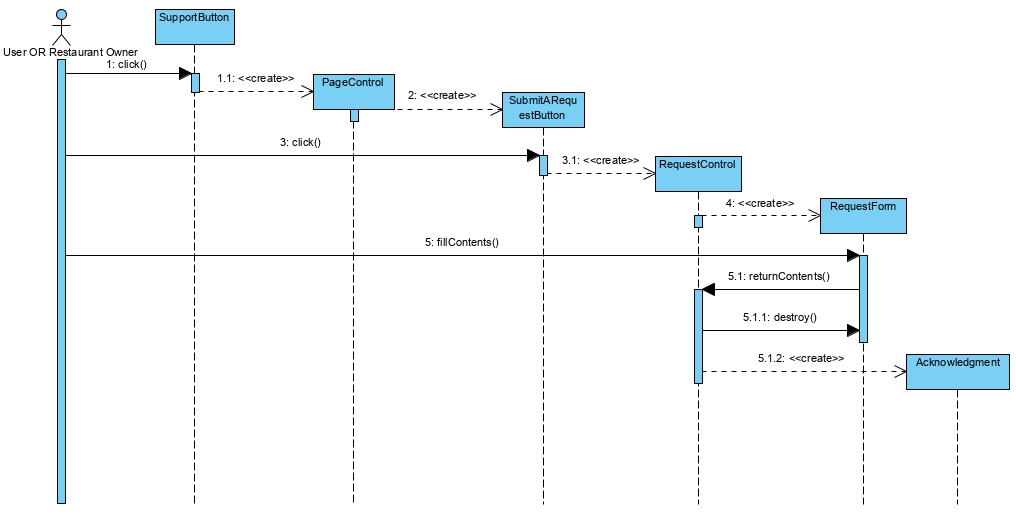 SupportButton
User OR Restaurant Owner
1: click()
1.1: <<create>>
PageControl
2: <<create>>
SubmitARequ
estButton
3: click()
3.1: <<create>>
RequestControl
4: <<create>>
RequestForm
5: fillContents()
5.1: returnContents()
5.1.1: destroy()
5.1.2: <<create>>
Acknowledgment